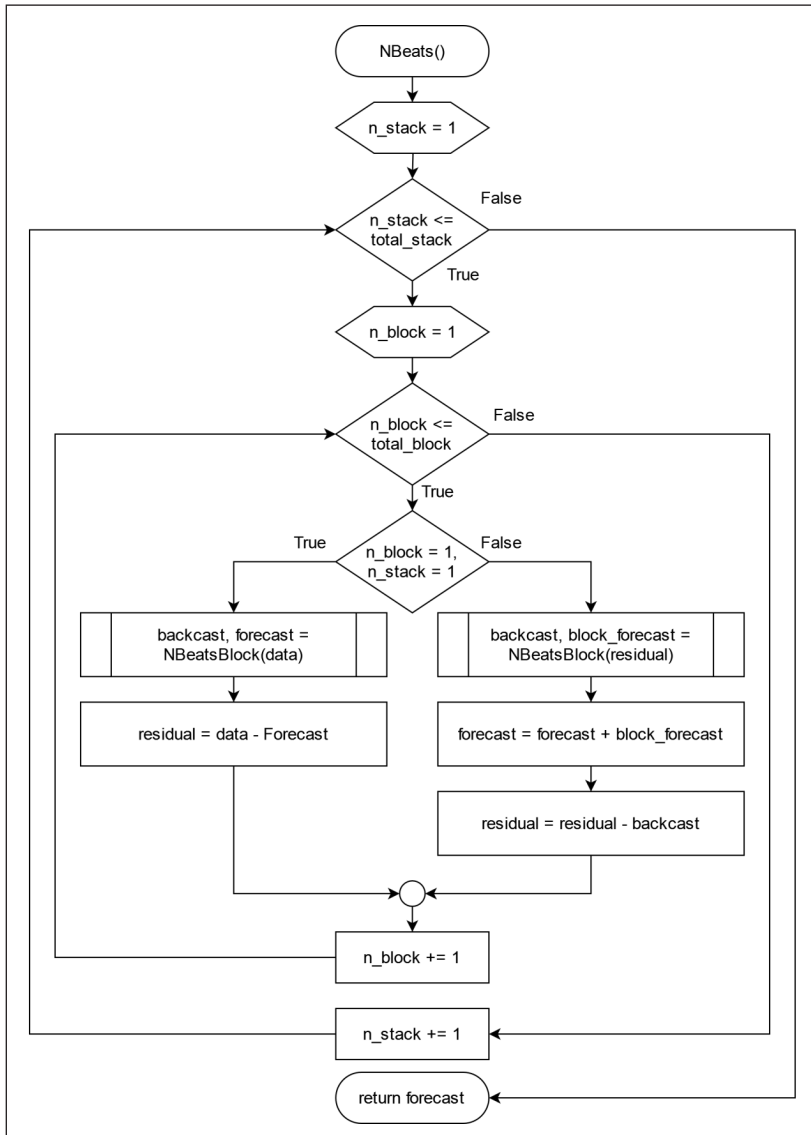 NBeats()
n_stack = 1
n_stack <=
total_stack
False
True
n_block = 1
n_block <=
total_block
False
True
n_block = 1,
n_stack = 1
True
False
backcast, forecast =
NBeatsBlock(data)
backcast, block_forecast =
NBeatsBlock(residual)
residual = data - Forecast
forecast = forecast + block_forecast
residual = residual - backcast
n_block += 1
n_stack += 1
return forecast